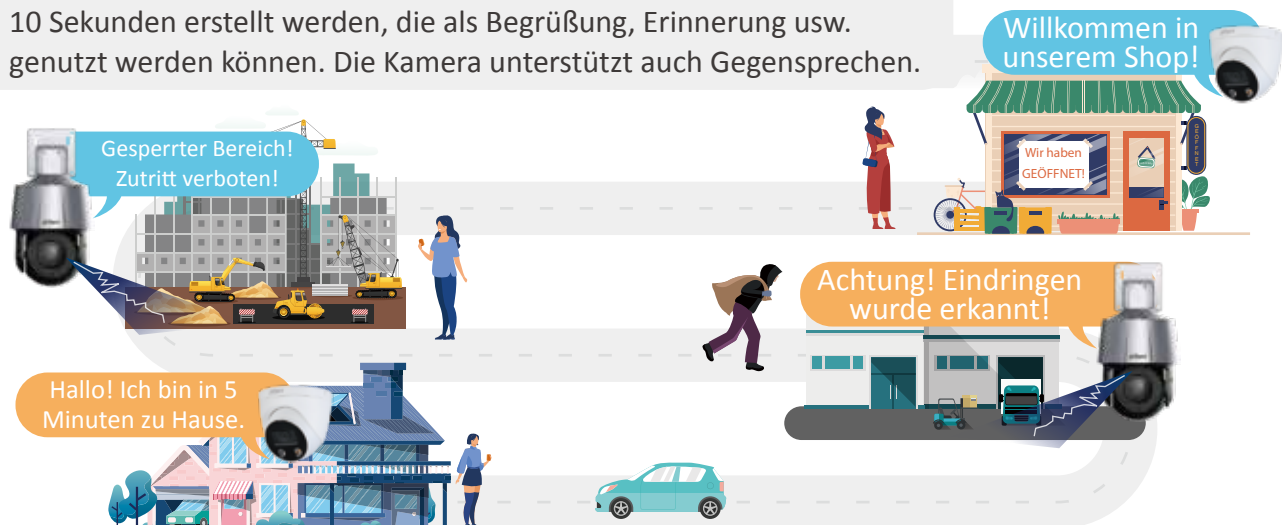 10 Sekunden erstellt werden, die als Begrüßung, Erinnerung usw.
genutzt werden können. Die Kamera unterstützt auch Gegensprechen.
Willkommen in
unserem Shop!
Gesperrter Bereich!
Zutritt verboten!
Wir haben
GEÖFFNET!
GEÖFFNET
Achtung! Eindringen
wurde erkannt!
Hallo! Ich bin in 5
Minuten zu Hause.